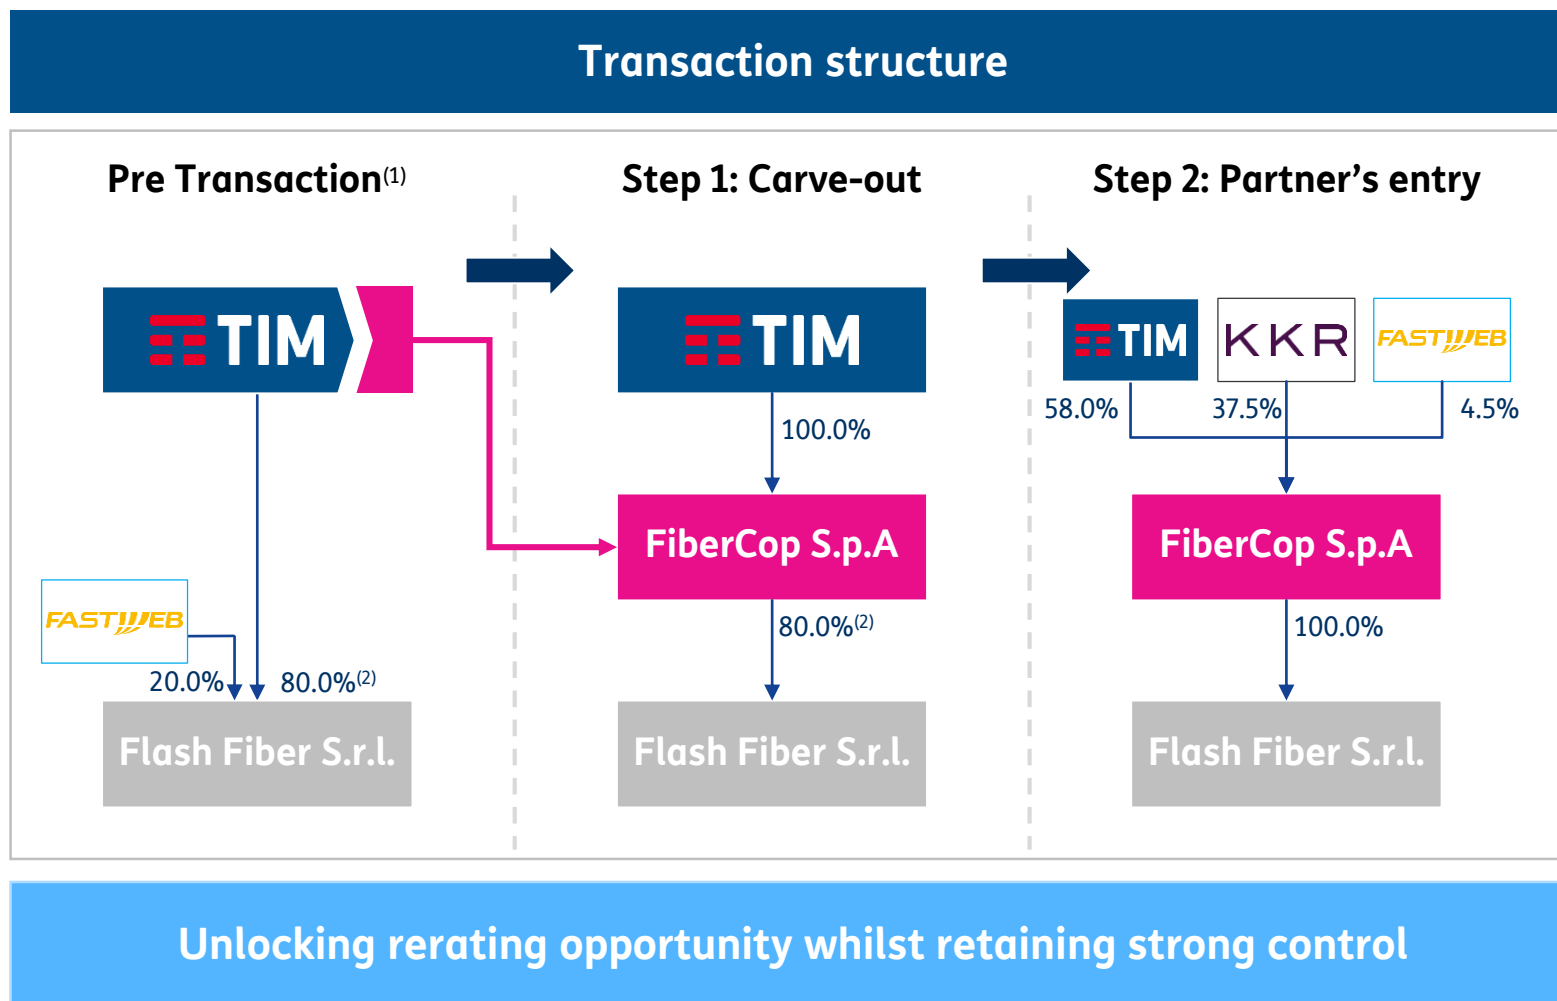 Transaction structure
Pre Transaction(1)
Step 1: Carve-out
Step 2: Partner's entry
TIM
TIM
TIM
KKR
FASTWEB
58.0%
37.5%
4.5%
100.0%
FiberCop S.p.A
FiberCop S.p.A
FASTWEB
20.0%
80.0%(2)
80.0%(2)
100.0%
Flash Fiber S.r.l.
Flash Fiber S.r.l.
Flash Fiber S.r.l.
Unlocking rerating opportunity whilst retaining strong control